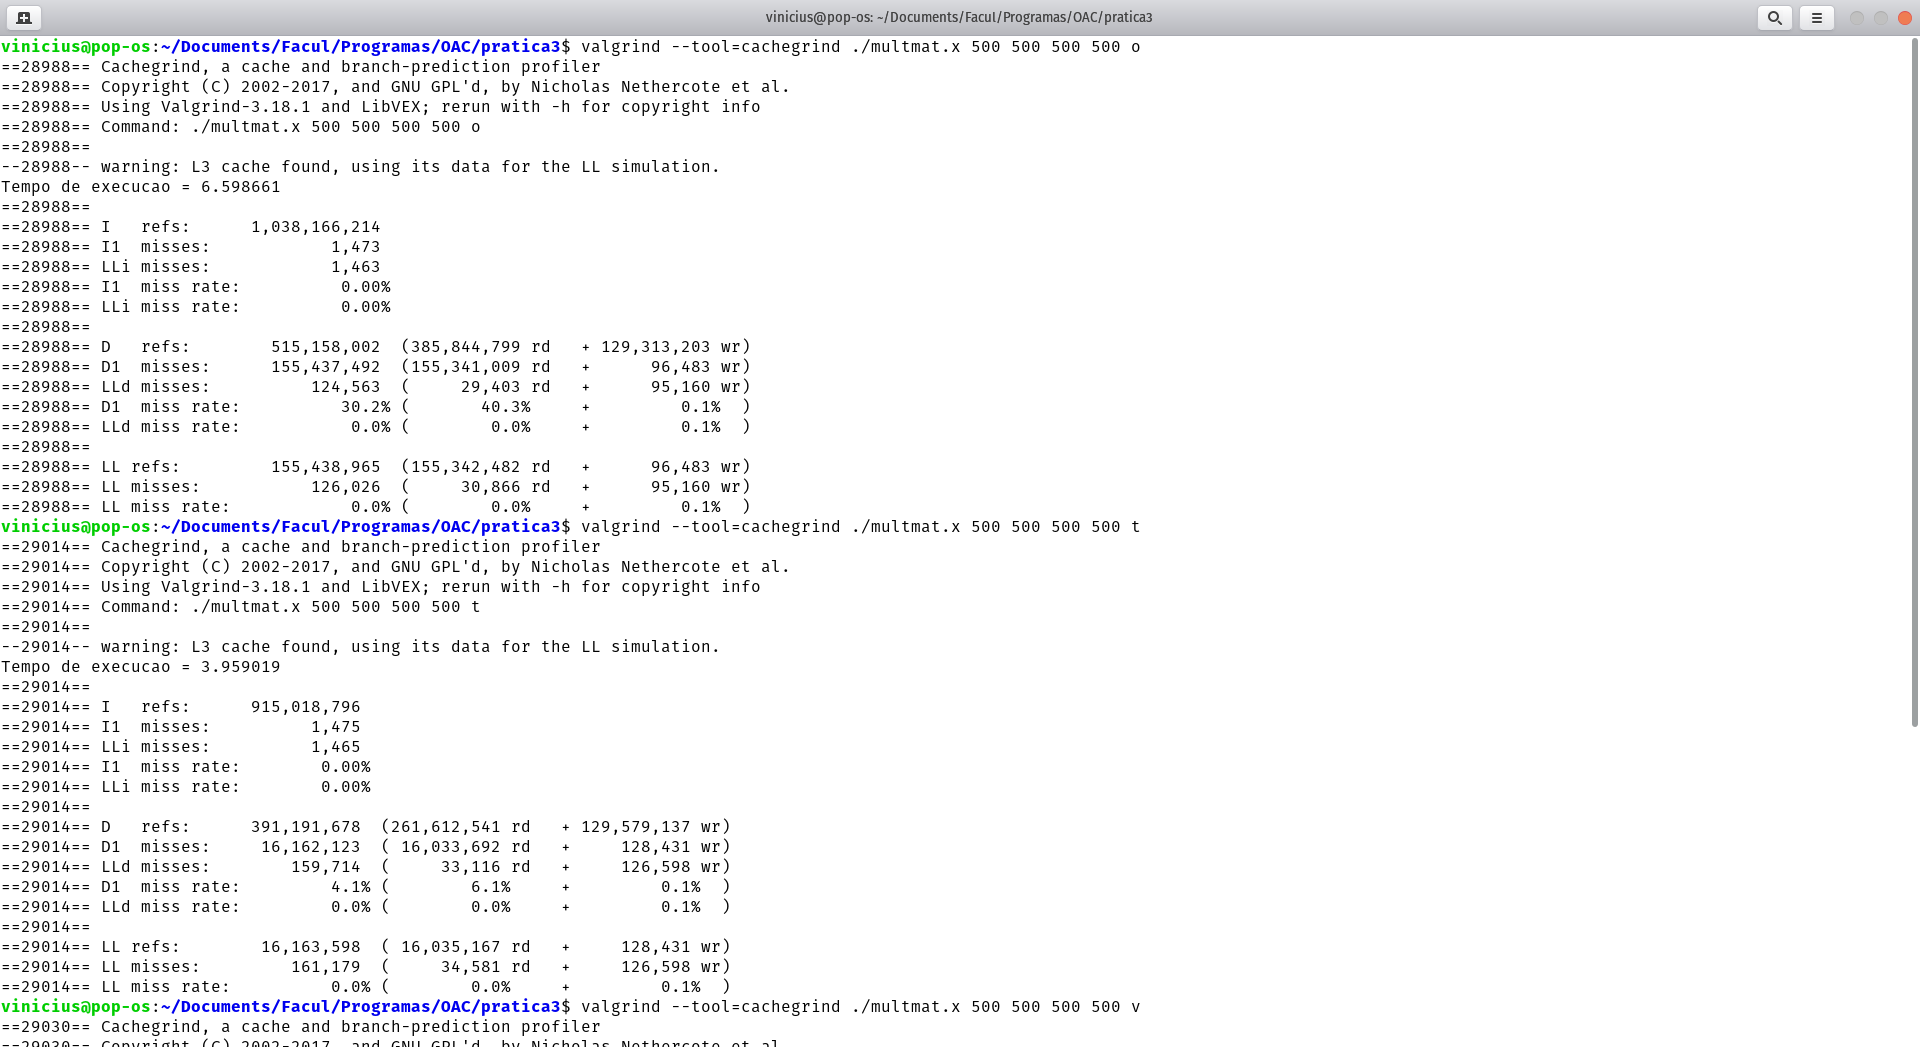 vinicius@pop-os: ~/Documents/Facul/Programas/OAC/pratica3
vinicius@pop-os:~/Documents/Facul/Programas/OAC/pratica3$ valgrind --tool=cachegrind ./multmat.x 500 500 500 500 o
==28988== Cachegrind, a cache and branch-prediction profiler
==28988== Copyright (C) 2002-2017, and GNU GPL'd, by Nicholas Nethercote et al.
==28988== Using Valgrind-3.18.1 and LibVEX; rerun with -h for copyright info
==28988== Command: ./multmat.x 500 500 500 500 o
==28988==
--28988-- warning: L3 cache found, using its data for the LL simulation.
Tempo de execucao = 6.598661
==28988==
==28988== I   refs:      1,038,166,214
==28988== I1  misses:            1,473
==28988== LLi misses:            1,463
==28988== I1  miss rate:          0.00%
==28988== LLi miss rate:          0.00%
==28988==
==28988== D   refs:        515,158,002  (385,844,799 rd   + 129,313,203 wr)
==28988== D1  misses:      155,437,492  (155,341,009 rd   +      96,483 wr)
==28988== LLd misses:          124,563  (     29,403 rd   +      95,160 wr)
==28988== D1  miss rate:          30.2% (       40.3%     +         0.1%  )
==28988== LLd miss rate:           0.0% (        0.0%     +         0.1%  )
==28988==
==28988== LL refs:         155,438,965  (155,342,482 rd   +      96,483 wr)
==28988== LL misses:           126,026  (     30,866 rd   +      95,160 wr)
==28988== LL miss rate:            0.0% (        0.0%     +         0.1%  )
vinicius@pop-os:~/Documents/Facul/Programas/OAC/pratica3$ valgrind --tool=cachegrind ./multmat.x 500 500 500 500 t
==29014== Cachegrind, a cache and branch-prediction profiler
==29014== Copyright (C) 2002-2017, and GNU GPL'd, by Nicholas Nethercote et al.
==29014== Using Valgrind-3.18.1 and LibVEX; rerun with -h for copyright info
==29014== Command: ./multmat.x 500 500 500 500 t
==29014==
--29014-- warning: L3 cache found, using its data for the LL simulation.
Tempo de execucao = 3.959019
==29014==
==29014== I   refs:      915,018,796
==29014== I1  misses:          1,475
==29014== LLi misses:          1,465
==29014== I1  miss rate:        0.00%
==29014== LLi miss rate:        0.00%
==29014==
==29014== D   refs:      391,191,678  (261,612,541 rd   + 129,579,137 wr)
==29014== D1  misses:     16,162,123  ( 16,033,692 rd   +     128,431 wr)
==29014== LLd misses:        159,714  (     33,116 rd   +     126,598 wr)
==29014== D1  miss rate:         4.1% (        6.1%     +         0.1%  )
==29014== LLd miss rate:         0.0% (        0.0%     +         0.1%  )
==29014==
==29014== LL refs:        16,163,598  ( 16,035,167 rd   +     128,431 wr)
==29014== LL misses:         161,179  (     34,581 rd   +     126,598 wr)
==29014== LL miss rate:          0.0% (        0.0%     +         0.1%  )
vinicius@pop-os:~/Documents/Facul/Programas/OAC/pratica3$ valgrind --tool=cachegrind ./multmat.x 500 500 500 500 v
==29030== Cachegrind, a cache and branch-prediction profiler
==29030== Copyright (C) 2002-2017, and GNU GPL'd, by Nicholas Nethercote et al.